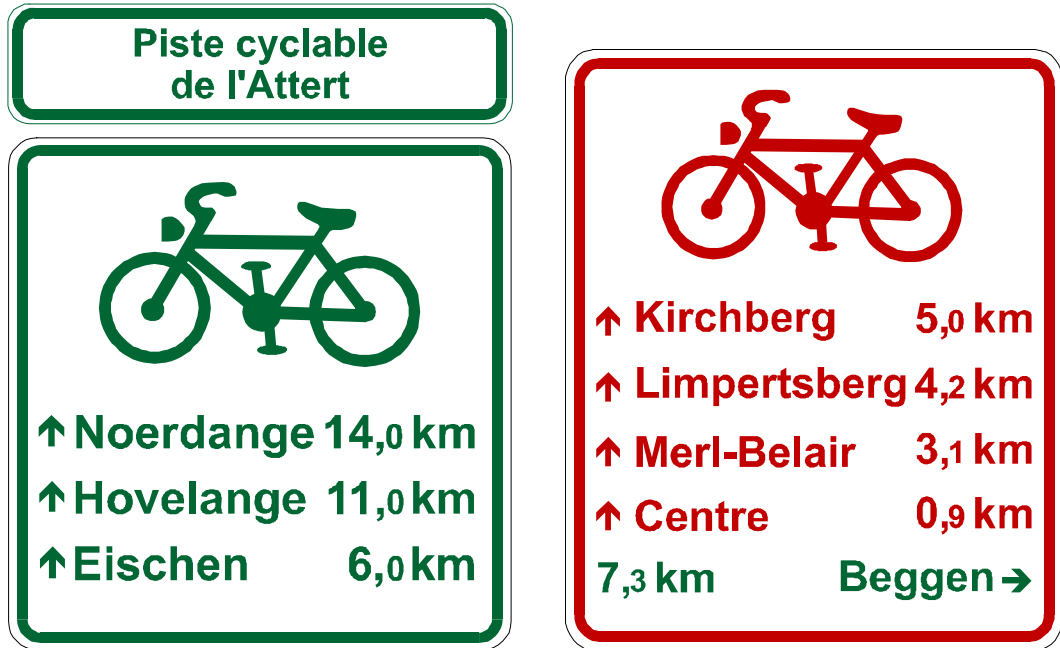 Piste cyclable
de l'Attert
↑ Noerdange 14,0 km
↑ Hovelange 11,0 km
↑ Eischen 6,0 km
↑ Kirchberg 5,0 km
↑ Limpertsberg 4,2 km
↑ Merl-Belair 3,1 km
↑ Centre 0,9 km
7,3 km Beggen →